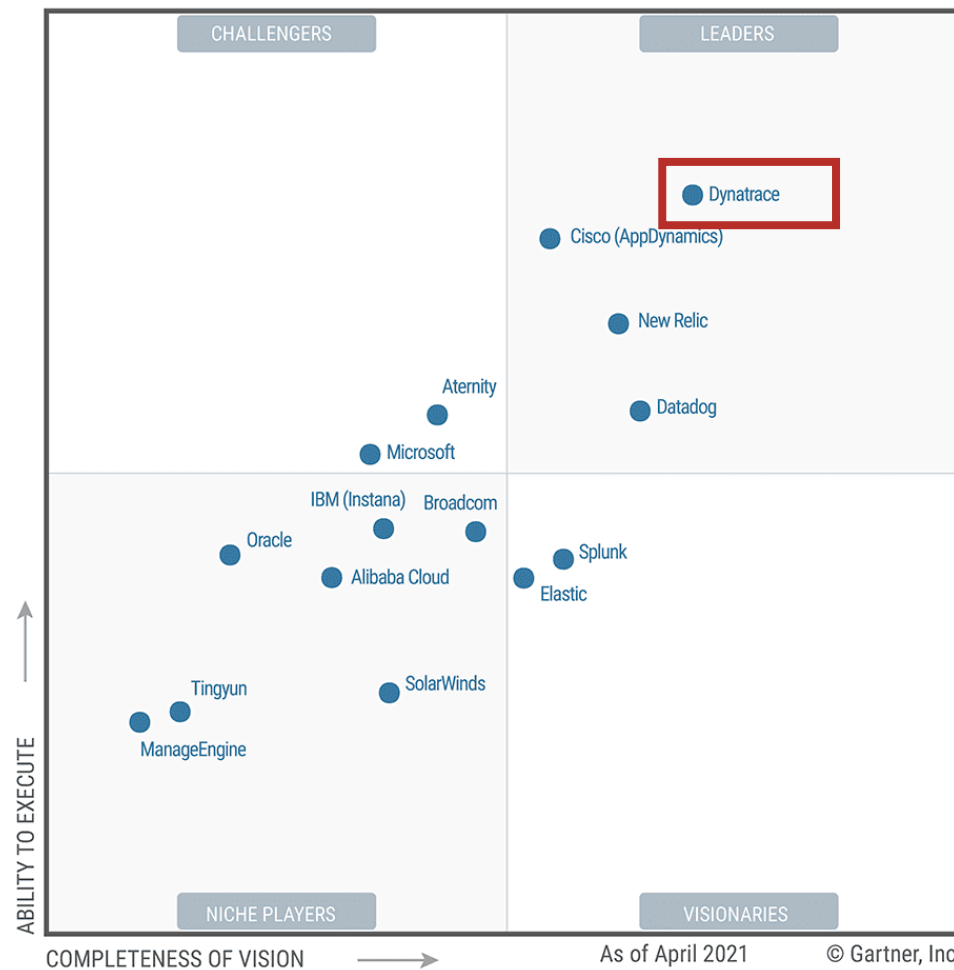 CHALLENGERS
LEADERS
Dynatrace
Cisco (AppDynamics)
New Relic
Aternity
Datadog
Microsoft
IBM (Instana)
Broadcom
Oracle
Splunk
Alibaba Cloud
Elastic
Tingyun
SolarWinds
ManageEngine
ABILITY TO EXECUTE
NICHE PLAYERS
VISIONARIES
COMPLETENESS OF VISION
As of April 2021
© Gartner, Inc